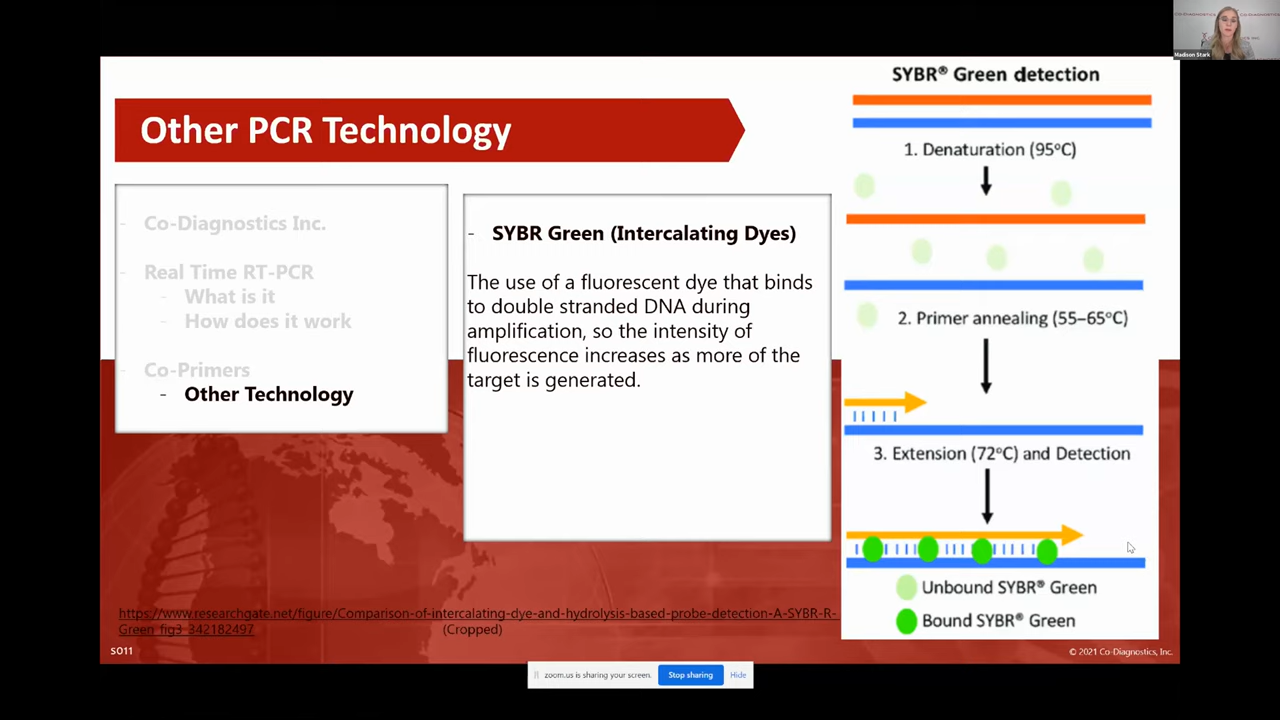 Madison Stark
Other PCR Technology
- Co-Diagnostics Inc.
- Real Time RT-PCR
- What is it
- How does it work
- Co-Primers
- Other Technology
- SYBR Green (Intercalating Dyes)
The use of a fluorescent dye that binds
to double stranded DNA during
amplification, so the intensity of
fluorescence increases as more of the
target is generated.
SYBR® Green detection
1. Denaturation (95°C)
2. Primer annealing (55–65°C)
3. Extension (72°C) and Detection
Unbound SYBR® Green
Bound SYBR® Green
https://www.researchgate.net/figure/Comparison-of-intercalating-dye-and-hydrolysis-based-probe-detection-A-SYBR-R-
Green_fig3_342182497 (Cropped)
SO11
© 2021 Co-Diagnostics, Inc.
zoom.us is sharing your screen. Stop sharing Hide